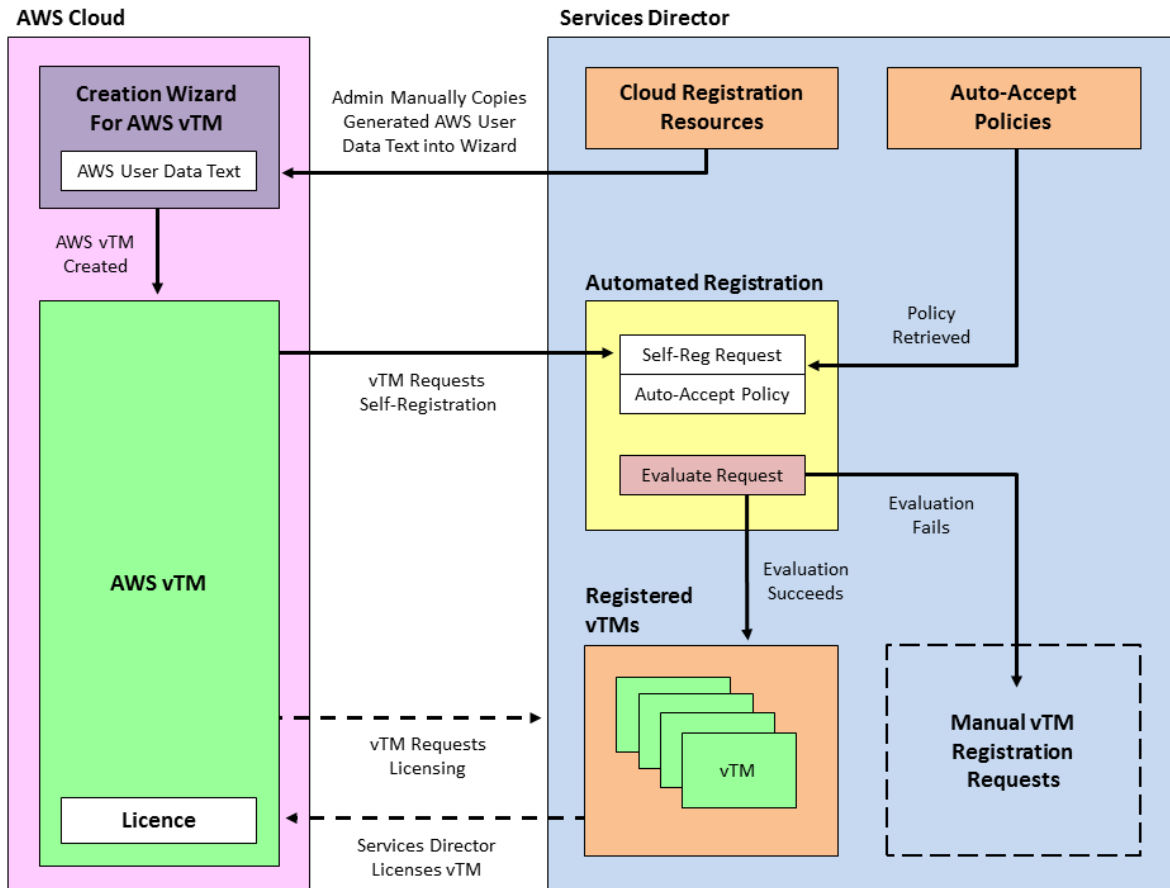 AWS Cloud
Services Director
Creation Wizard
For AWS vTM
AWS User Data Text
Admin Manually Copies
Generated AWS User
Data Text into Wizard
Cloud Registration
Resources
Auto-Accept
Policies
AWS vTM
Created
Automated Registration
Policy
Retrieved
Self-Reg Request
Auto-Accept Policy
vTM Requests
Self-Registration
Evaluate Request
Evaluation
Fails
Evaluation
Succeeds
AWS vTM
Registered
vTMs
vTM
Manual vTM
Registration
Requests
vTM Requests
Licensing
Licence
Services Director
Licenses vTM